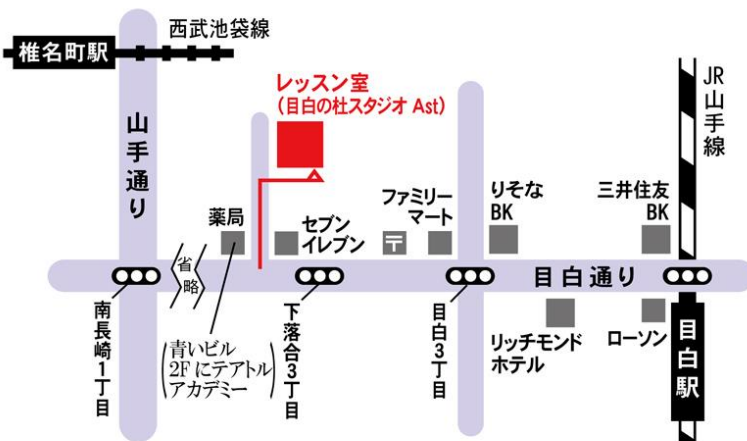 西武池袋線
椎名町駅
レッスン室
(目白の杜スタジオ Ast)
JR山手線
山手通り
薬局
セブン
イレブン
〒
ファミリー
マート
りそな
BK
三井住友
BK
省略
目白通り
南長崎1丁目
青いビル
2Fにテアトル
アカデミー
下落合3丁目
目白3丁目
リッチモンド
ホテル
ローソン
目白駅